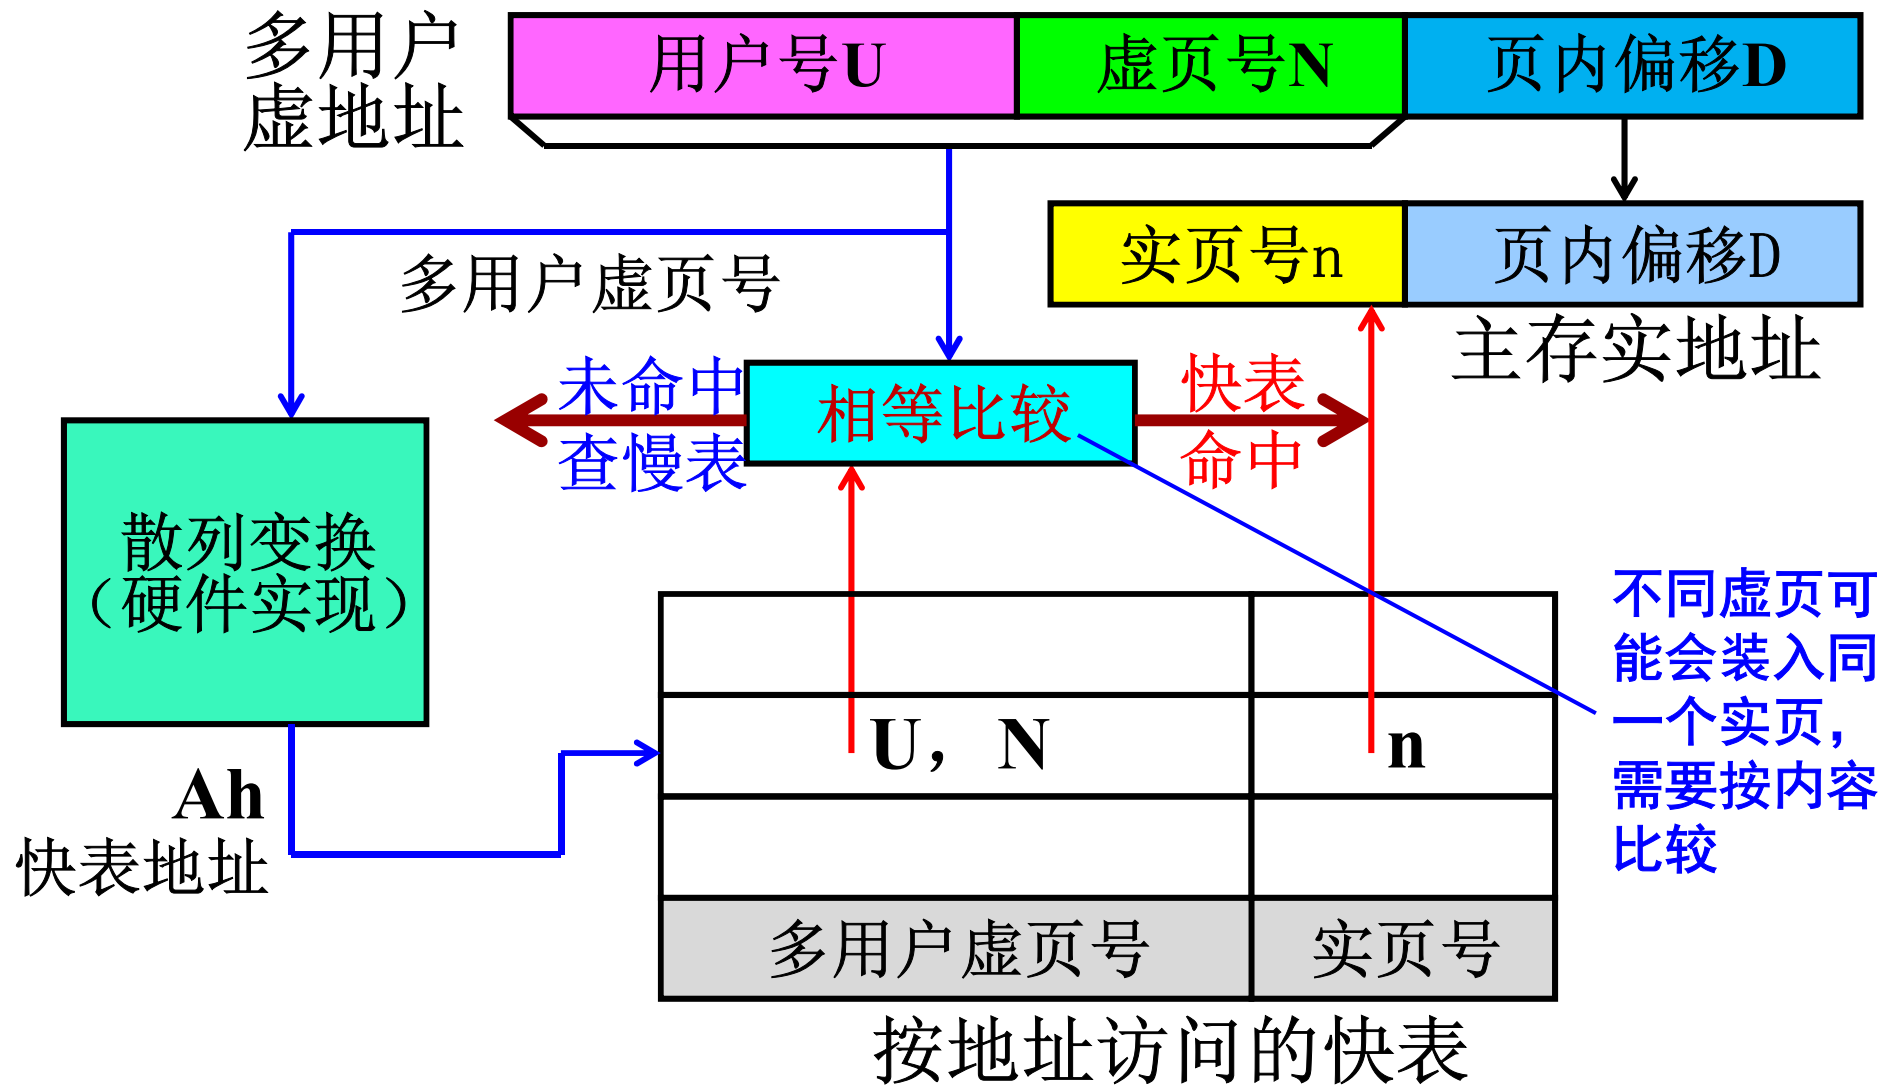 多用户
虚地址
用户号U
虚页号N
页内偏移D
实页号n
页内偏移D
主存实地址
多用户虚页号
未命中
查慢表
相等比较
快表
命中
散列变换
（硬件实现）
Ah
快表地址
U，N
n
多用户虚页号
实页号
按地址访问的快表
不同虚页可
能会装入同
一个实页，
需要按内容
比较